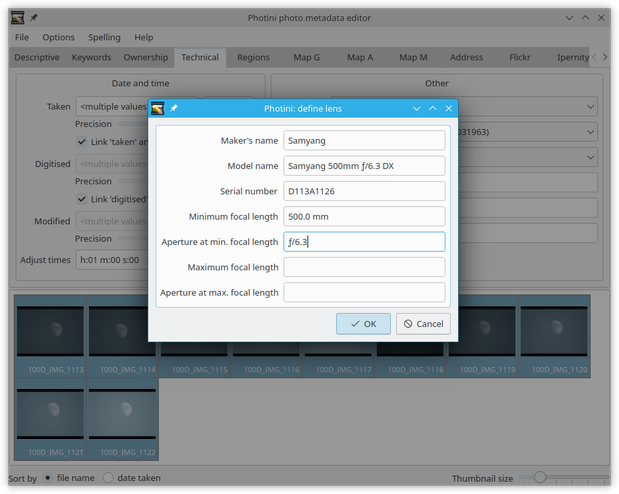 Photini photo metadata editor
File Options Spelling Help
Descriptive Keywords Ownership Technical Regions Map G Map A Map M Address Flickr Ipernity
Date and time
Other
Taken <multiple values
Precision
Link 'taken' an
Digitised <multiple values
Precision
Link 'digitised'
Modified <multiple values
Precision
Adjust times h:01 m:00 s:00
031963)
Photini: define lens
Maker's name Samyang
Model name Samyang 500mm ƒ/6.3 DX
Serial number D113A1126
Minimum focal length 500.0 mm
Aperture at min. focal length ƒ/6.3
Maximum focal length
Aperture at max. focal length
OK Cancel
100D_IMG_1113 100D_IMG_1114 100D_IMG_1115 100D_IMG_1116 100D_IMG_1117 100D_IMG_1118 100D_IMG_1119 100D_IMG_1120
100D_IMG_1121 100D_IMG_1122
Sort by file name date taken Thumbnail size